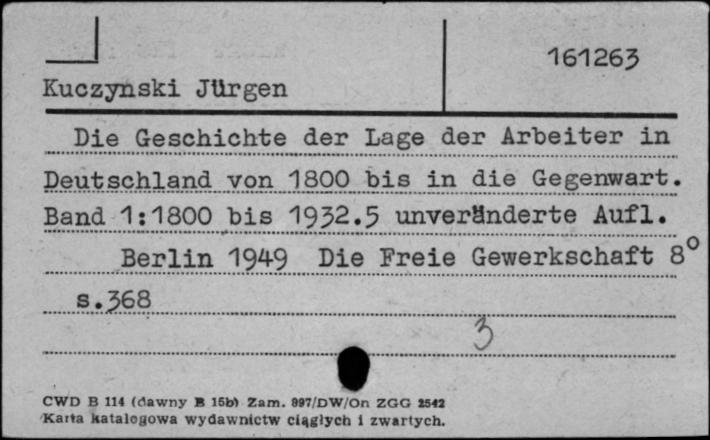 161263
Kuczynski Jürgen
Die Geschichte der Lage der Arbeiter in
Deutschland von 1800 bis in die Gegenwart.
Band 1:1800 bis 1932.5 unveränderte Aufl.
Berlin 1949 Die Freie Gewerkschaft 8°
s.368
3
CWD B 114 (dawny B 15b) Zam. 997/DW/On ZGG 2542
Karta katalogowa wydawnictw ciągłych i zwartych.